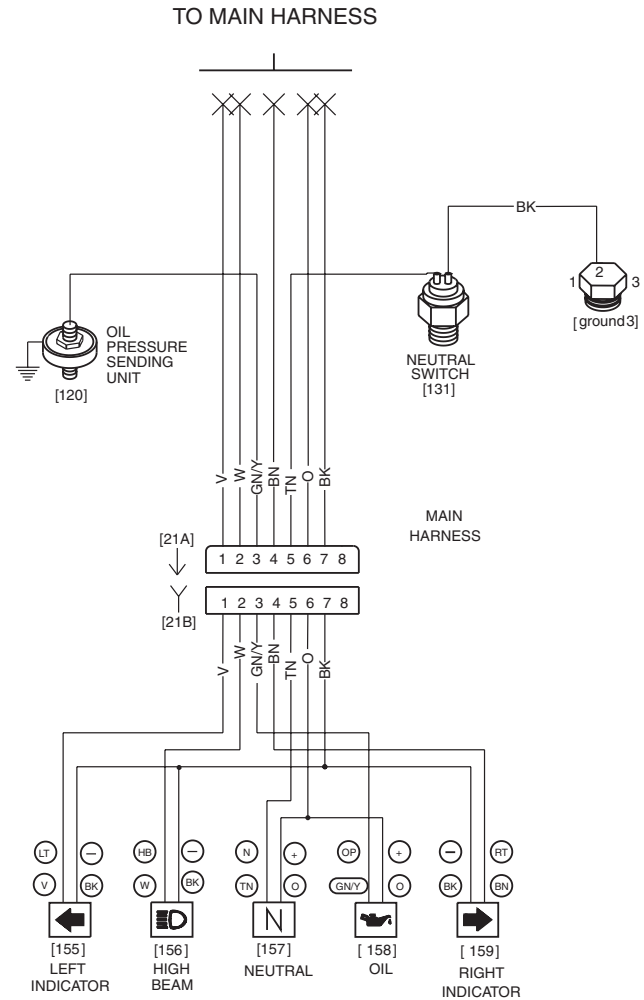 TO MAIN HARNESS
BK
1 2 3
[ground3]
OIL
PRESSURE
SENDING
UNIT
[120]
NEUTRAL
SWITCH
[131]
V W GN/Y BN TN O BK
MAIN
HARNESS
[21A]
1 2 3 4 5 6 7 8
1 2 3 4 5 6 7 8
[21B]
V W GN/Y BN TN O BK
LT — HB — N + OP + — RT
V BK W BK TN O GN/Y O BK BN
N
[155]
LEFT
INDICATOR
[156]
HIGH
BEAM
[157]
NEUTRAL
[ 158]
OIL
[ 159]
RIGHT
INDICATOR